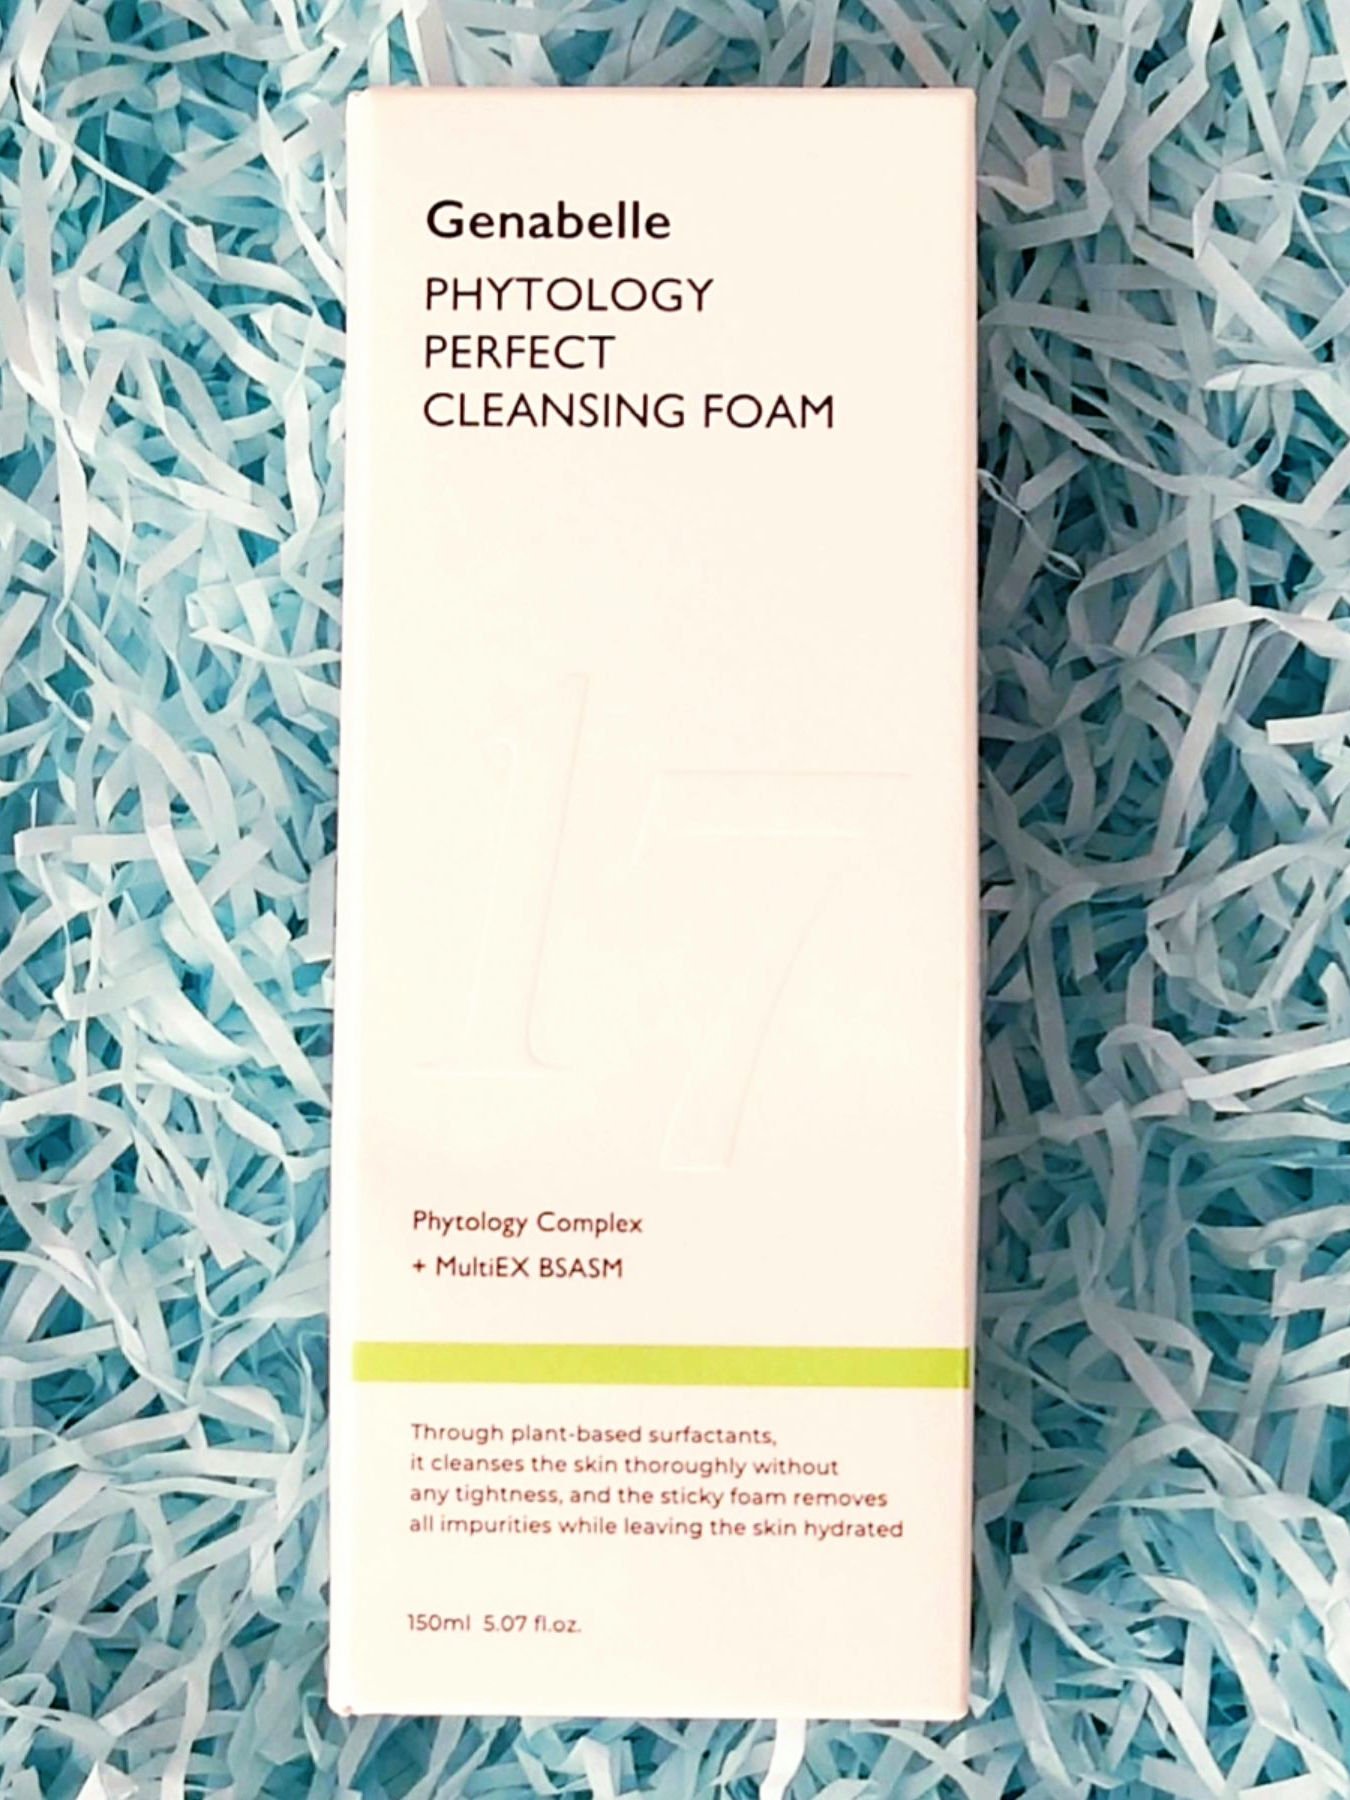 Genabelle
PHYTOLOGY
PERFECT
CLEANSING FOAM
17
Phytology Complex
+ MultiEX BSASM
Through plant-based surfactants,
it cleanses the skin thoroughly without
any tightness, and the sticky foam removes
all impurities while leaving the skin hydrated
150ml 5.07 fl.oz.